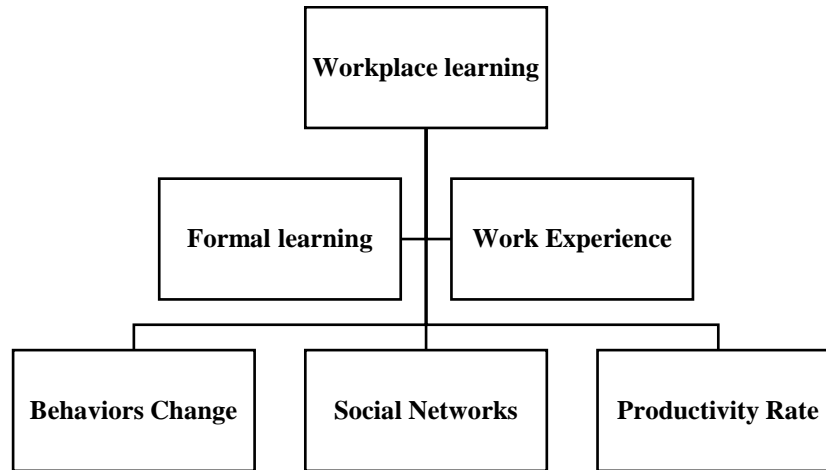 Workplace learning
Formal learning
Work Experience
Behaviors Change
Social Networks
Productivity Rate